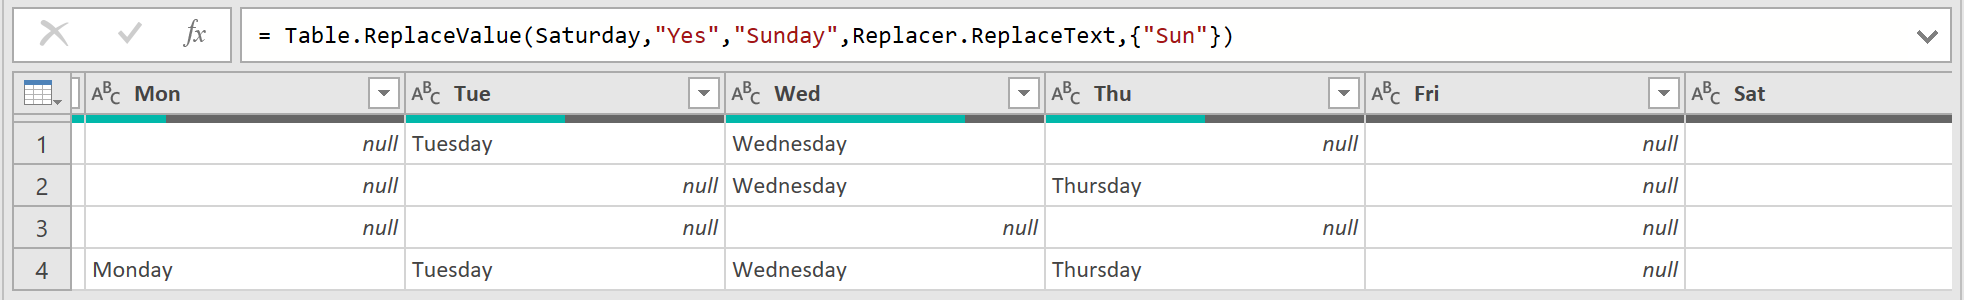 fx = Table.ReplaceValue(Saturday,"Yes","Sunday",Replacer.ReplaceText,{"Sun"})
ABC Mon ABC Tue ABC Wed ABC Thu ABC Fri ABC Sat
1 null Tuesday Wednesday null null
2 null null Wednesday Thursday null
3 null null null null null
4 Monday Tuesday Wednesday Thursday null